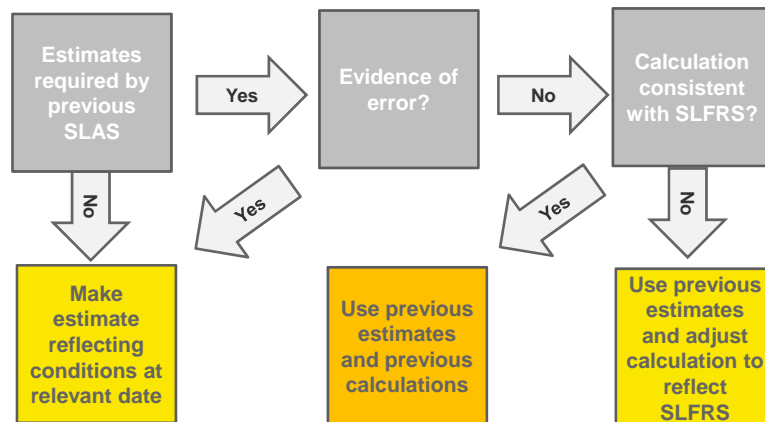 Estimates
required by
previous
SLAS
Yes
Evidence of
error?
No
Calculation
consistent
with SLFRS?
No
Yes
Yes
No
Make
estimate
reflecting
conditions at
relevant date
Use previous
estimates
and previous
calculations
Use previous
estimates
and adjust
calculation to
reflect
SLFRS